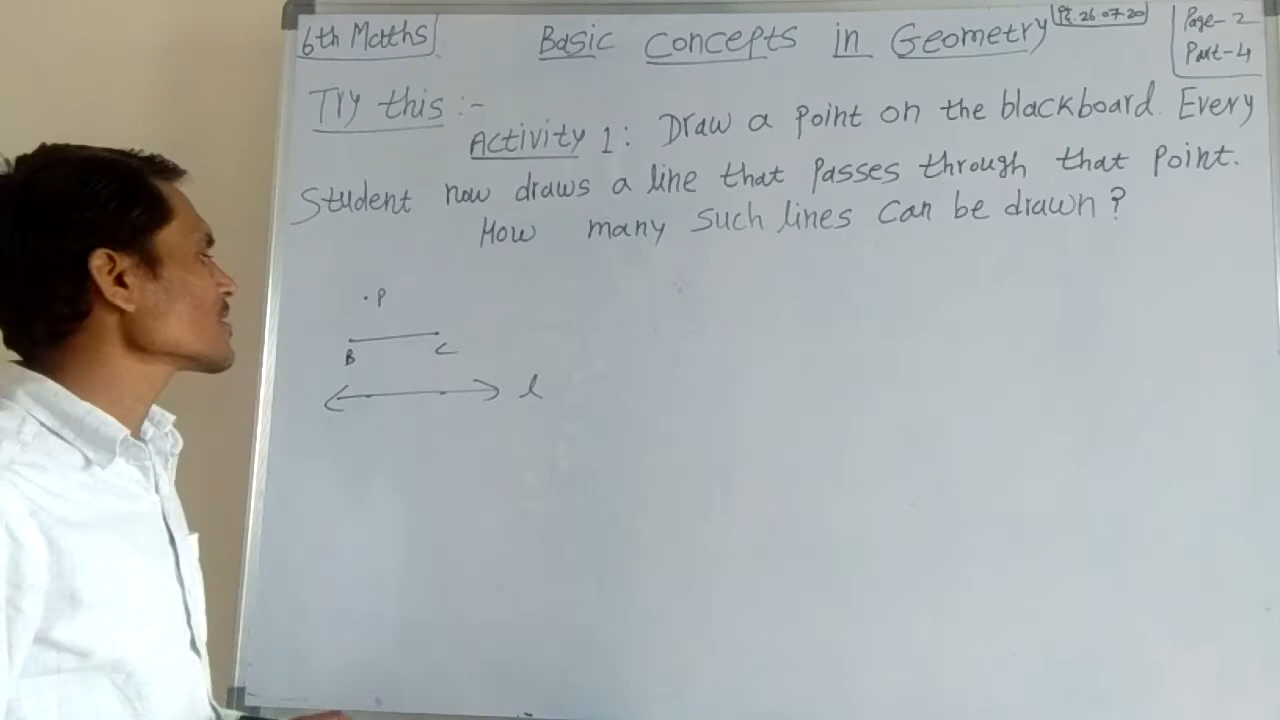 6th Maths
Basic Concepts in Geometry
26.07.20
Page-2
Part-4
Try this :-
Activity 1: Draw a point on the blackboard. Every
Student now draws a line that passes through that point.
How many such lines can be drawn?
P
B C
l